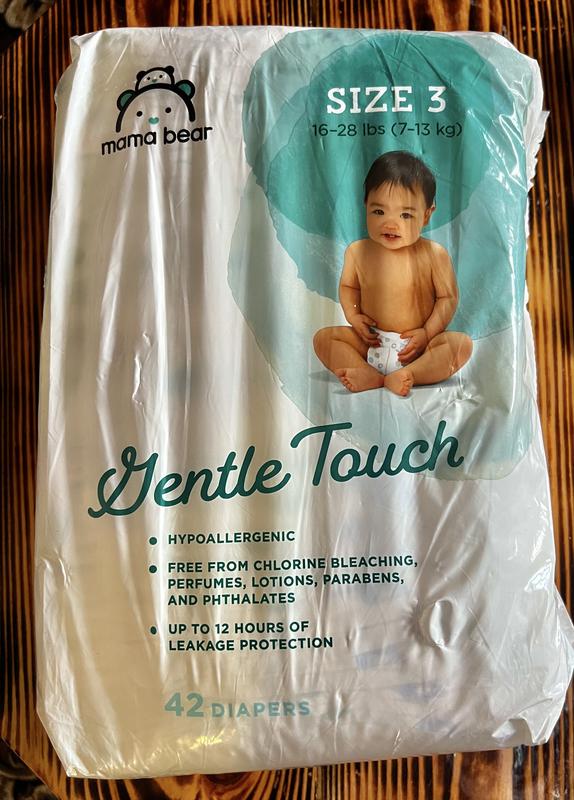 mama bear
SIZE 3
16-28 lbs (7-13 kg)
Gentle Touch
• HYPOALLERGENIC
• FREE FROM CHLORINE BLEACHING,
PERFUMES, LOTIONS, PARABENS,
AND PHTHALATES
• UP TO 12 HOURS OF
LEAKAGE PROTECTION
42 DIAPERS